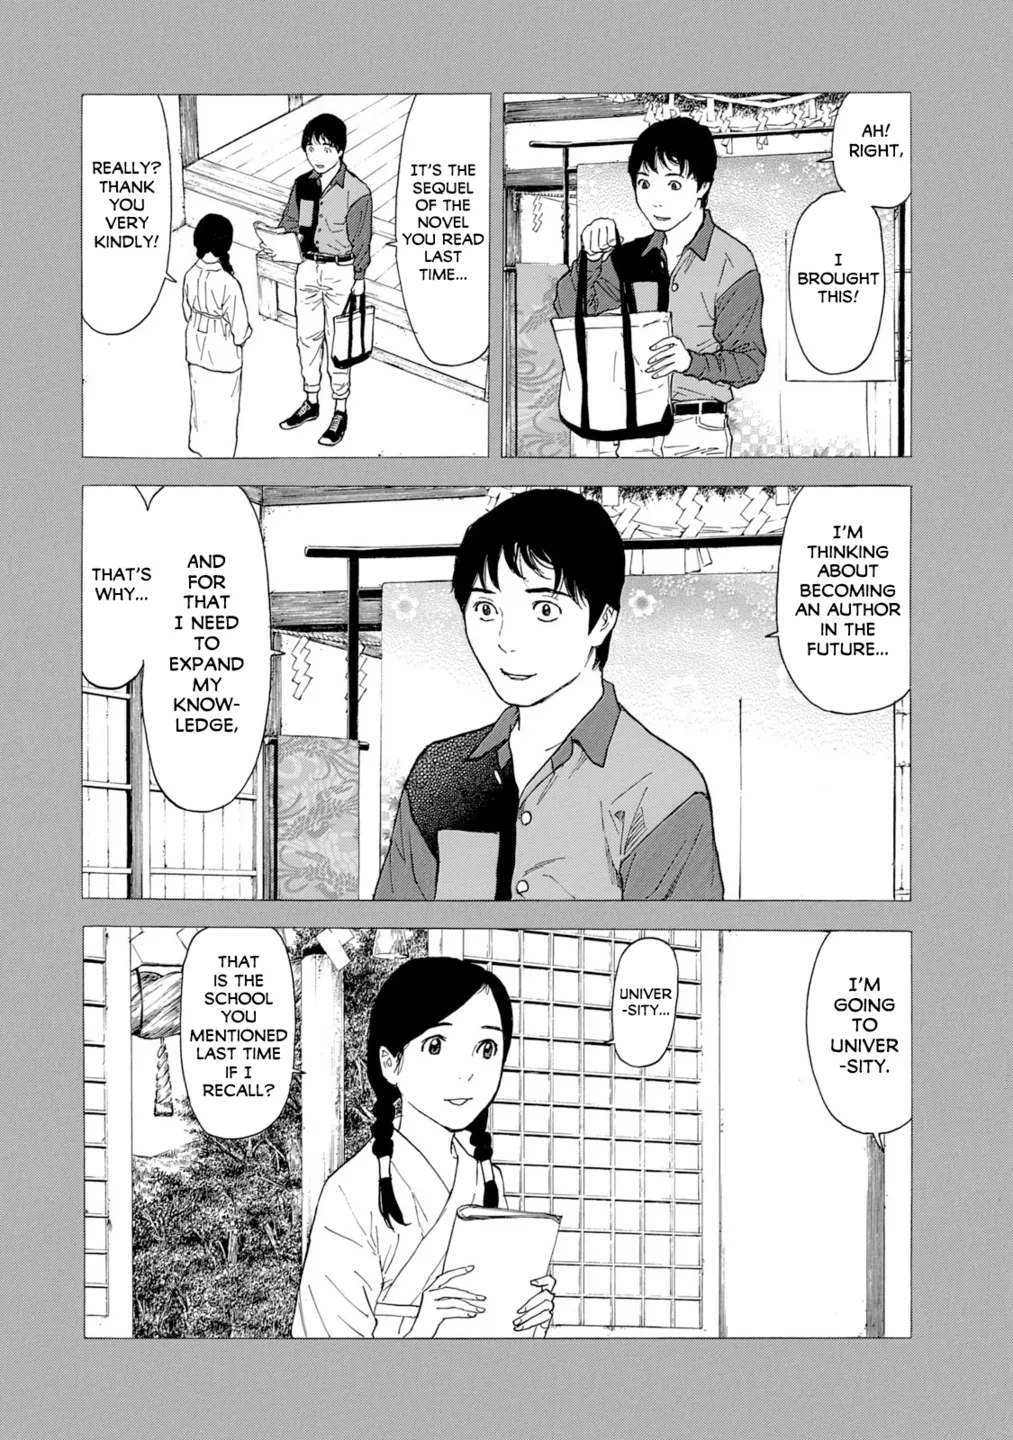 AH!
RIGHT,
I
BROUGHT
THIS!
IT'S THE
SEQUEL
OF THE
NOVEL
YOU READ
LAST
TIME...
REALLY?
THANK
YOU
VERY
KINDLY!
I'M
THINKING
ABOUT
BECOMING
AN AUTHOR
IN THE
FUTURE...
AND
FOR
THAT
I NEED
TO
EXPAND
MY
KNOW-
LEDGE,
THAT'S
WHY...
I'M
GOING
TO
UNIVER
-SITY.
UNIVER
-SITY...
THAT
IS THE
SCHOOL
YOU
MENTIONED
LAST TIME
IF I
RECALL?